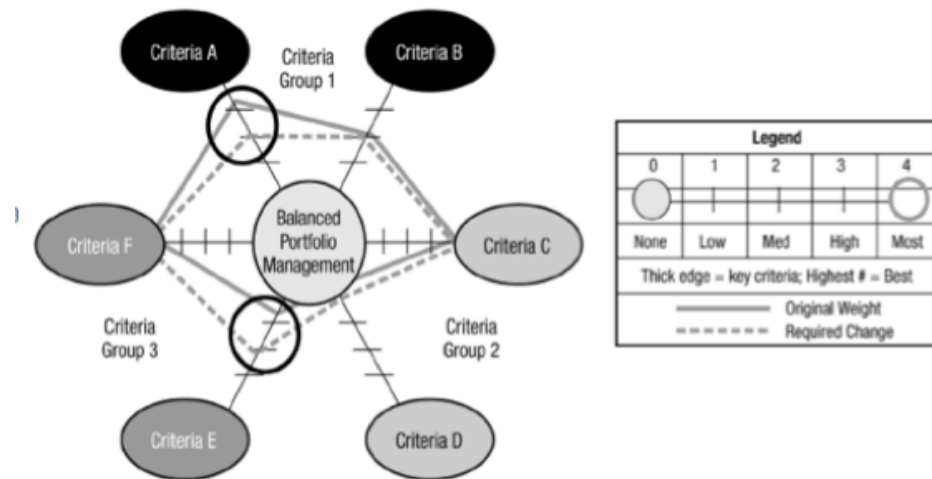 Criteria A
Criteria
Group 1
Criteria B
Criteria F
Balanced
Portfolio
Management
Criteria C
Criteria
Group 3
Criteria
Group 2
Criteria E
Criteria D
Legend
0 1 2 3 4
None Low Med High Most
Thick edge = key criteria; Highest # = Best
Original Weight
Required Change